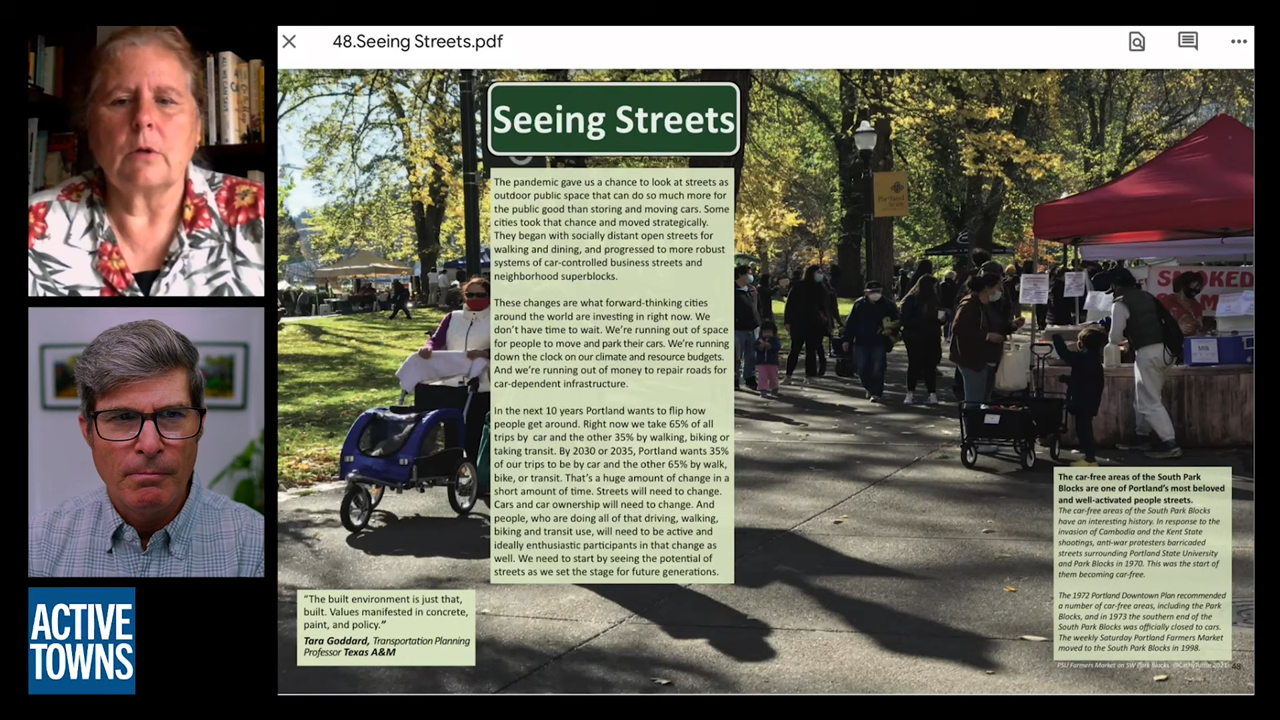 48.Seeing Streets.pdf
Seeing Streets
The pandemic gave us a chance to look at streets as
outdoor public space that can do so much more for
the public good than storing and moving cars. Some
cities took that chance and moved strategically.
They began with socially distant open streets for
walking and dining, and progressed to more robust
systems of car-controlled business streets and
neighborhood superblocks.
These changes are what forward-thinking cities
around the world are investing in right now. We
don't have time to wait. We're running out of space
for people to move and park their cars. We're running
down the clock on our climate and resource budgets.
And we're running out of money to repair roads for
car-dependent infrastructure.
In the next 10 years Portland wants to flip how
people get around. Right now we take 65% of all
trips by car and the other 35% by walking, biking or
taking transit. By 2030 or 2035, Portland wants 35%
of our trips to be by car and the other 65% by walk,
bike, or transit. That's a huge amount of change in a
short amount of time. Streets will need to change.
Cars and car ownership will need to change. And
people, who are doing all of that driving, walking,
biking and transit use, will need to be active and
ideally enthusiastic participants in that change as
well. We need to start by seeing the potential of
streets as we set the stage for future generations.
"The built environment is just that,
built. Values manifested in concrete,
paint, and policy."
Tara Goddard, Transportation Planning
Professor Texas A&M
SMOKED
The car-free areas of the South Park
Blocks are one of Portland's most beloved
and well-activated people streets.
The car-free areas of the South Park Blocks
have an interesting history. In response to the
invasion of Cambodia and the Kent State
shootings, anti-war protesters barricaded
streets surrounding Portland State University
and Park Blocks in 1970. This was the start of
them becoming car-free.
The 1972 Portland Downtown Plan recommended
a number of car-free areas, including the Park
Blocks, and in 1973 the southern end of the
South Park Blocks was officially closed to cars.
The weekly Saturday Portland Farmers Market
moved to the South Park Blocks in 1998.
PSU Farmers Market on SW Park Blocks
48
ACTIVE
TOWNS